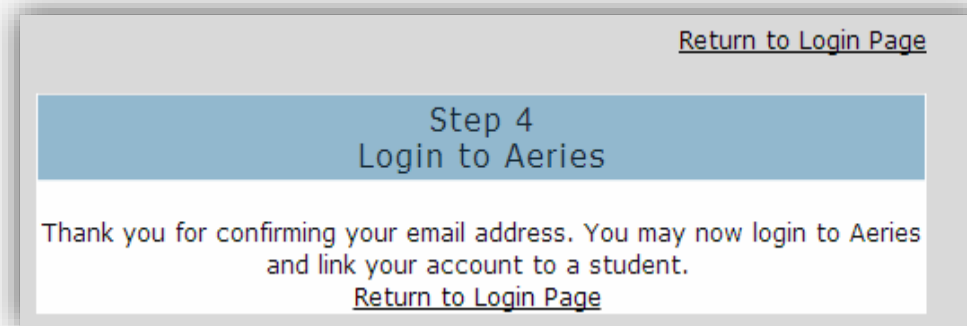 Return to Login Page
Step 4
Login to Aeries
Thank you for confirming your email address. You may now login to Aeries
and link your account to a student.
Return to Login Page